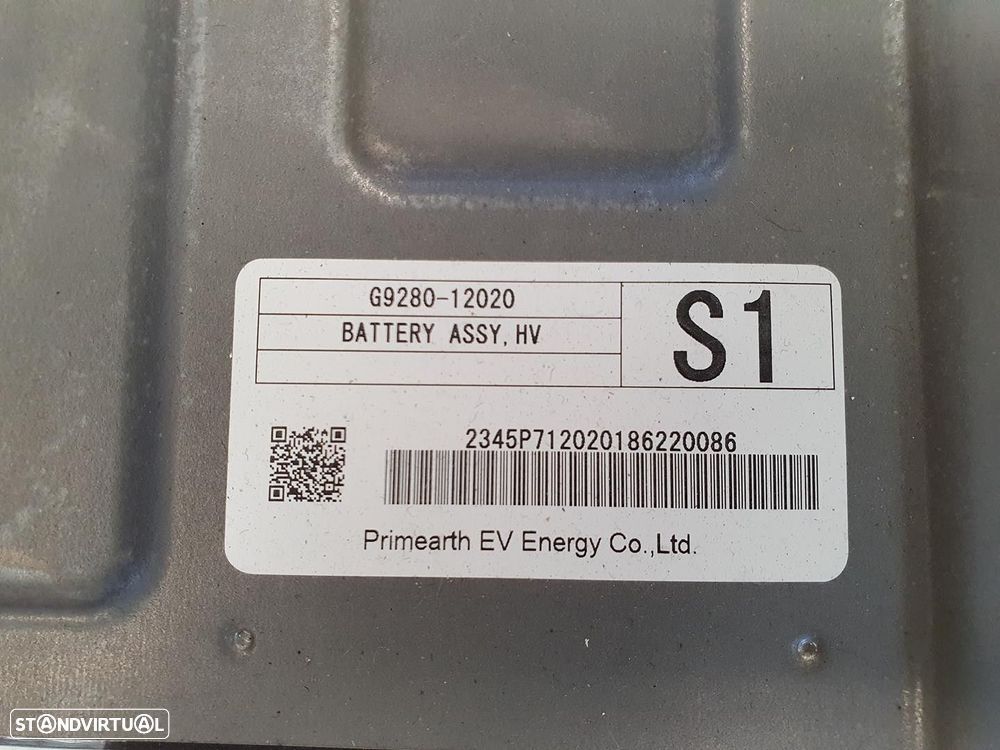 G9280-12020
BATTERY ASSY,HV
S1
2345P712020186220086
Primearth EV Energy Co.,Ltd.
STANDVIRTUAL